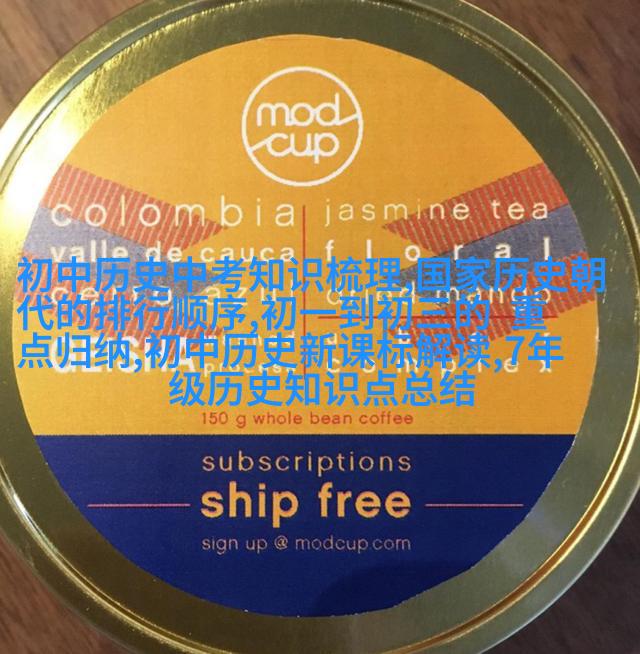 mod
cup
colombia jasmine tea
valle de cauca floral
初中历史中考知识梳理,国家历史朝
代的排行顺序,初一到初三的 重
点归纳,初中历史新课标解读,7年
级历史知识点总结
150 g whole bean coffee
subscriptions
ship free
sign up @ modcup.com